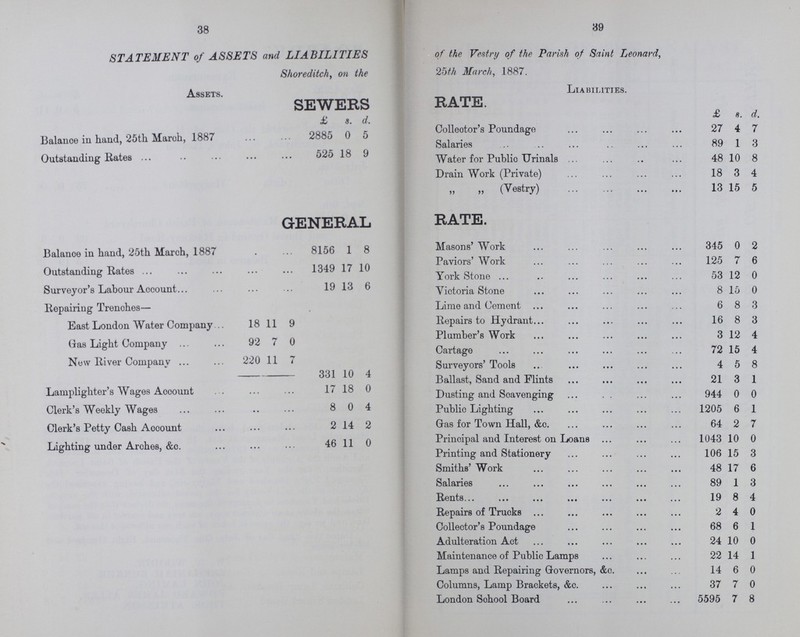 38
STATEMENT of ASSETS and LIABILITIES
Shoreditch, on the
Assets.
SEWERS
£ s. d.
Balance in hand, 25th March, 1887 ... ... 2885 0 5
Outstanding Rates ... ... ... ... ... 525 18 9
GENERAL
Balance in hand, 25th March, 1887 ... ... 8156 1 8
Outstanding Rates ... ... ... ... ... 1349 17 10
Surveyor's Labour Account... ... ... ... 19 13 6
Repairing Trenches—
East London Water Company... 18 11 9
Gas Light Company ... ... 92 7 0
New River Company ... ... 220 11 7
331 10 4
Lamplighter's Wages Account ... ... ... 17 18 0
Clerk's Weekly Wages ... ... ... ... 8 0 4
Clerk's Petty Cash Account ... ... ... 2 14 2
Lighting under Arches, &c. ... ... ... 46 11 0
39
of the Vestry of the Parish of Saint Leonard,
25th March, 1887.
Liabilities.
RATE.
£ s. d.
Collector's Poundage ... ... ... ... 27 4 7
Salaries ... ... ... ... ... ... 89 1 3
Water for Public Urinals ... ... ... ... 48 10 8
Drain Work (Private) ... ... ... ... 18 3 4
„ „ (Vestry) ... ... ... ... 13 15 5
RATE.
Masons' Work ... ... ... ... ... 345 0 2
Paviors' Work ... ... ... ... ... 125 7 6
York Stone ... ... ... ... ... ... 53 12 0
Victoria Stone ... ... ... ... ... 8 15 0
Lime and Cement ... ... ... ... ... 6 8 3
Repairs to Hydrant... ... ... ... ... 16 8 3
Plumber's Work ... ... ... ... ... 3 12 4
Cartage ... ... ... ... ... ... 72 15 4
Surveyors' Tools ... ... ... ... ... 4 5 8
Ballast, Sand and Flints ... ... ... ... 21 3 1
Dusting and Scavenging ... ... ... ... 944 0 0
Public Lighting ... ... ... ... ... 1205 6 1
Gas for Town Hall, &c. ... ... ... ... 64 2 7
Principal and Interest on Loans ... ... ... 1043 10 0
Printing and Stationery ... ... ... ... 106 15 3
Smiths' Work ... ... ... ... ... 48 17 6
Salaries ... ... ... ... ... ... 89 1 3
Rents... ... ... ... ... ... ... 19 8 4
Repairs of Trucks ... ... ... ... ... 2 4 0
Collector's Poundage ... ... ... ... 68 6 1
Adulteration Act ... ... ... ... ... 24 10 0
Maintenance of Public Lamps ... ... ... 22 14 1
Lamps and Repairing Governors, &c. ... ... 14 6 0
Columns, Lamp Brackets, &c. ... ... ... 37 7 0
London School Board ... ... ... ... 5595 7 8